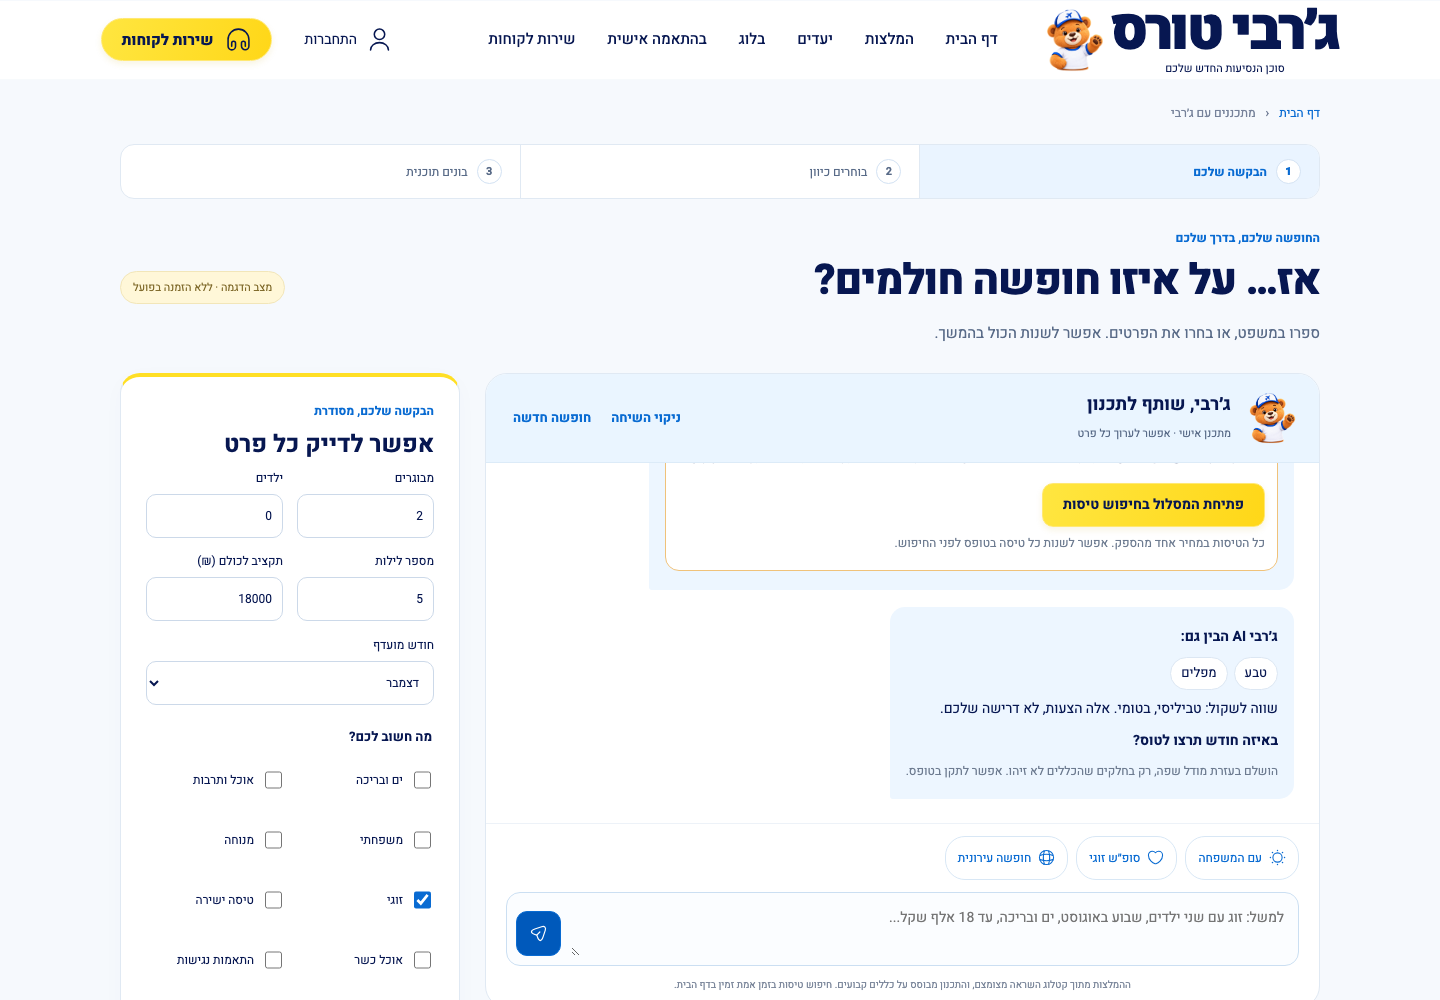 ג׳רבי טורס
סוכן הנסיעות החדש שלכם
דף הבית
המלצות
יעדים
בלוג
בהתאמה אישית
שירות לקוחות
התחברות
שירות לקוחות
דף הבית › מתכננים עם ג׳רבי
1 הבקשה שלכם
2 בוחרים כיוון
3 בונים תוכנית
החופשה שלכם, בדרך שלכם
אז... על איזו חופשה חולמים?
מצב הדגמה · ללא הזמנה בפועל
ספרו במשפט, או בחרו את הפרטים. אפשר לשנות הכול בהמשך.
ג׳רבי, שותף לתכנון
מתכנן אישי · אפשר לערוך כל פרט
ניקוי השיחה
חופשה חדשה
פתיחת המסלול בחיפוש טיסות
כל הטיסות במחיר אחד מהספק. אפשר לשנות כל טיסה בטופס לפני החיפוש.
ג׳רבי AI הבין גם:
טבע
מפלים
שווה לשקול: טביליסי, בטומי. אלה הצעות, לא דרישה שלכם.
באיזה חודש תרצו לטוס?
הושלם בעזרת מודל שפה, רק בחלקים שהכללים לא זיהו. אפשר לתקן בטופס.
עם המשפחה
סופ״ש זוגי
חופשה עירונית
למשל: זוג עם שני ילדים, שבוע באוגוסט, ים ובריכה, עד 18 אלף שקל...
ההמלצות מתוך קטלוג השראה מצומצם, והתכנון מבוסס על כללים קבועים. חיפוש טיסות בזמן אמת זמין בדף הבית.
הבקשה שלכם, מסודרת
אפשר לדייק כל פרט
מבוגרים
ילדים
2
0
מספר לילות
תקציב לכולם (₪)
5
18000
חודש מועדף
דצמבר
מה חשוב לכם?
ים ובריכה
אוכל ותרבות
משפחתי
מנוחה
זוגי
טיסה ישירה
אוכל כשר
התאמות נגישות